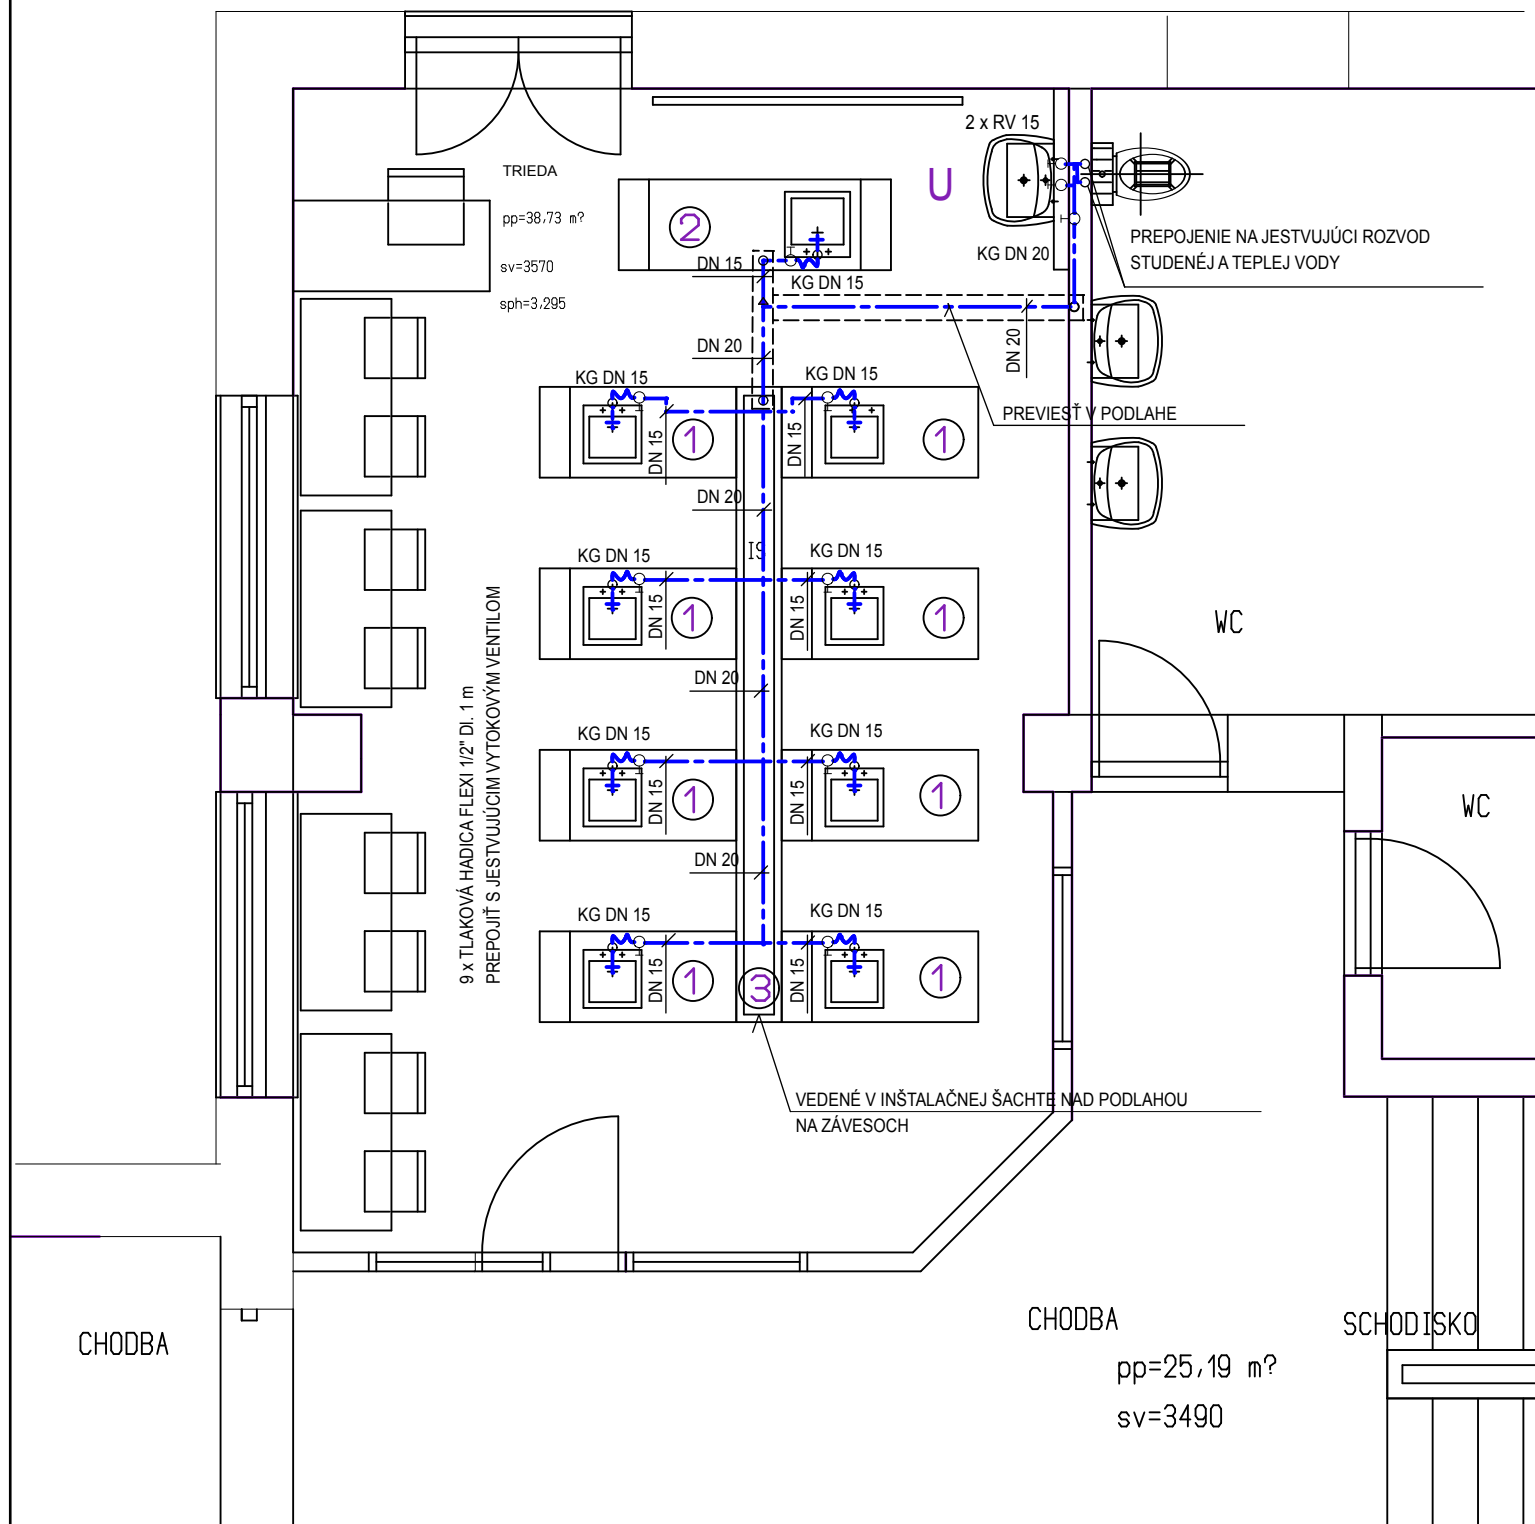 2 x RV 15
TRIEDA
pp=38,73 m?
sv=3570
sph=3,295
U
2
KG DN 20
PREPOJENIE NA JESTVUJÚCI ROZVOD
STUDENÉJ A TEPLEJ VODY
DN 15
KG DN 15
DN 20
DN 20
KG DN 15
KG DN 15
PREVIESŤ V PODLAHE
DN 15
1
DN 15
1
DN 20
IS
KG DN 15
KG DN 15
DN 15
1
DN 15
1
WC
DN 20
KG DN 15
KG DN 15
DN 15
1
DN 15
1
WC
DN 20
9 x TLAKOVÁ HADICA FLEXI 1/2" Dl. 1 m
PREPOJIŤ S JESTVUJÚCIM VYTOKOVÝM VENTILOM
KG DN 15
KG DN 15
DN 15
1
3
DN 15
1
VEDENÉ V INŠTALAČNEJ ŠACHTE NAD PODLAHOU
NA ZÁVESOCH
CHODBA
CHODBA
SCHODISKO
pp=25,19 m?
sv=3490